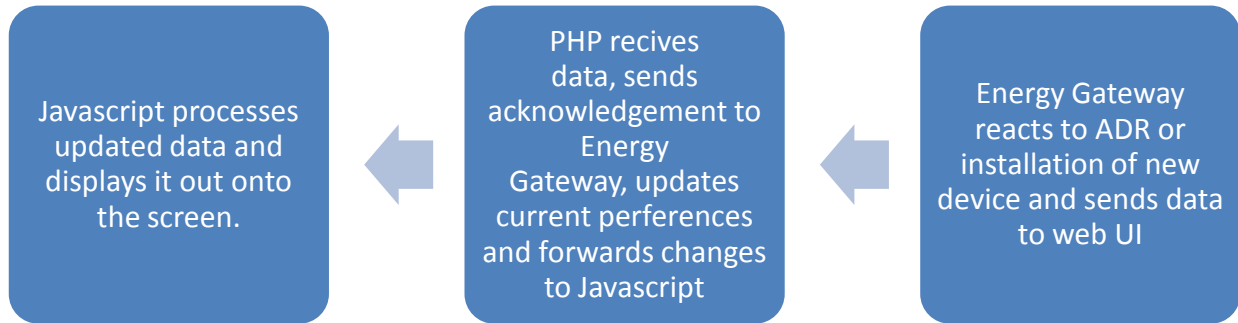 Javascript processes
updated data and
displays it out onto
the screen.
PHP recives
data, sends
acknowledgement to
Energy
Gateway, updates
current perferences
and forwards changes
to Javascript
Energy Gateway
reacts to ADR or
installation of new
device and sends data
to web UI